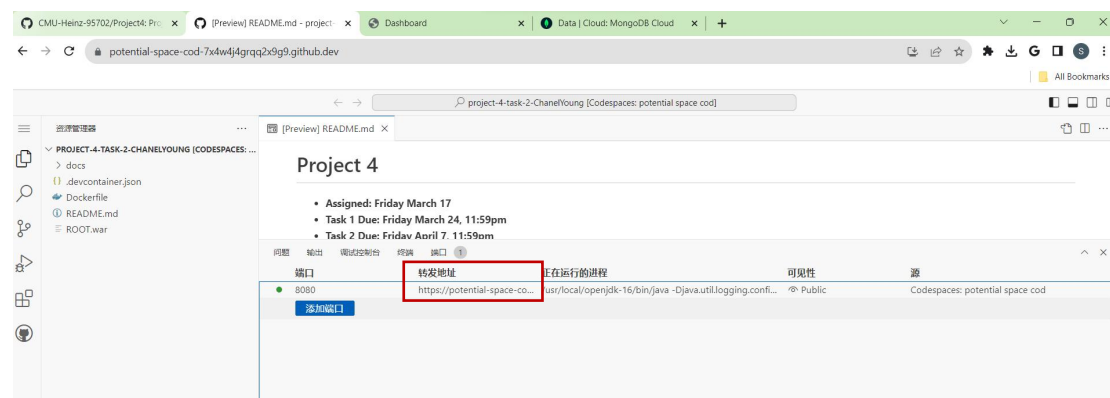 CMU-Heinz-95702/Project4: Pro
[Preview] README.md - project-
Dashboard
Data | Cloud: MongoDB Cloud
potential-space-cod-7x4w4j4grqq2x9g9.github.dev
G
S
All Bookmarks
project-4-task-2-ChanelYoung [Codespaces: potential space cod]
资源管理器
[Preview] README.md
PROJECT-4-TASK-2-CHANELYOUNG [CODESPACES: ...
docs
.devcontainer.json
Dockerfile
README.md
ROOT.war
Project 4
• Assigned: Friday March 17
• Task 1 Due: Friday March 24, 11:59pm
• Task 2 Due: Friday April 7, 11:59pm
问题 输出 调试控制台 终端 端口 1
端口 转发地址 正在运行的进程 可见性 源
8080 https://potential-space-co... /usr/local/openjdk-16/bin/java -Djava.util.logging.confi... Public Codespaces: potential space cod
添加端口